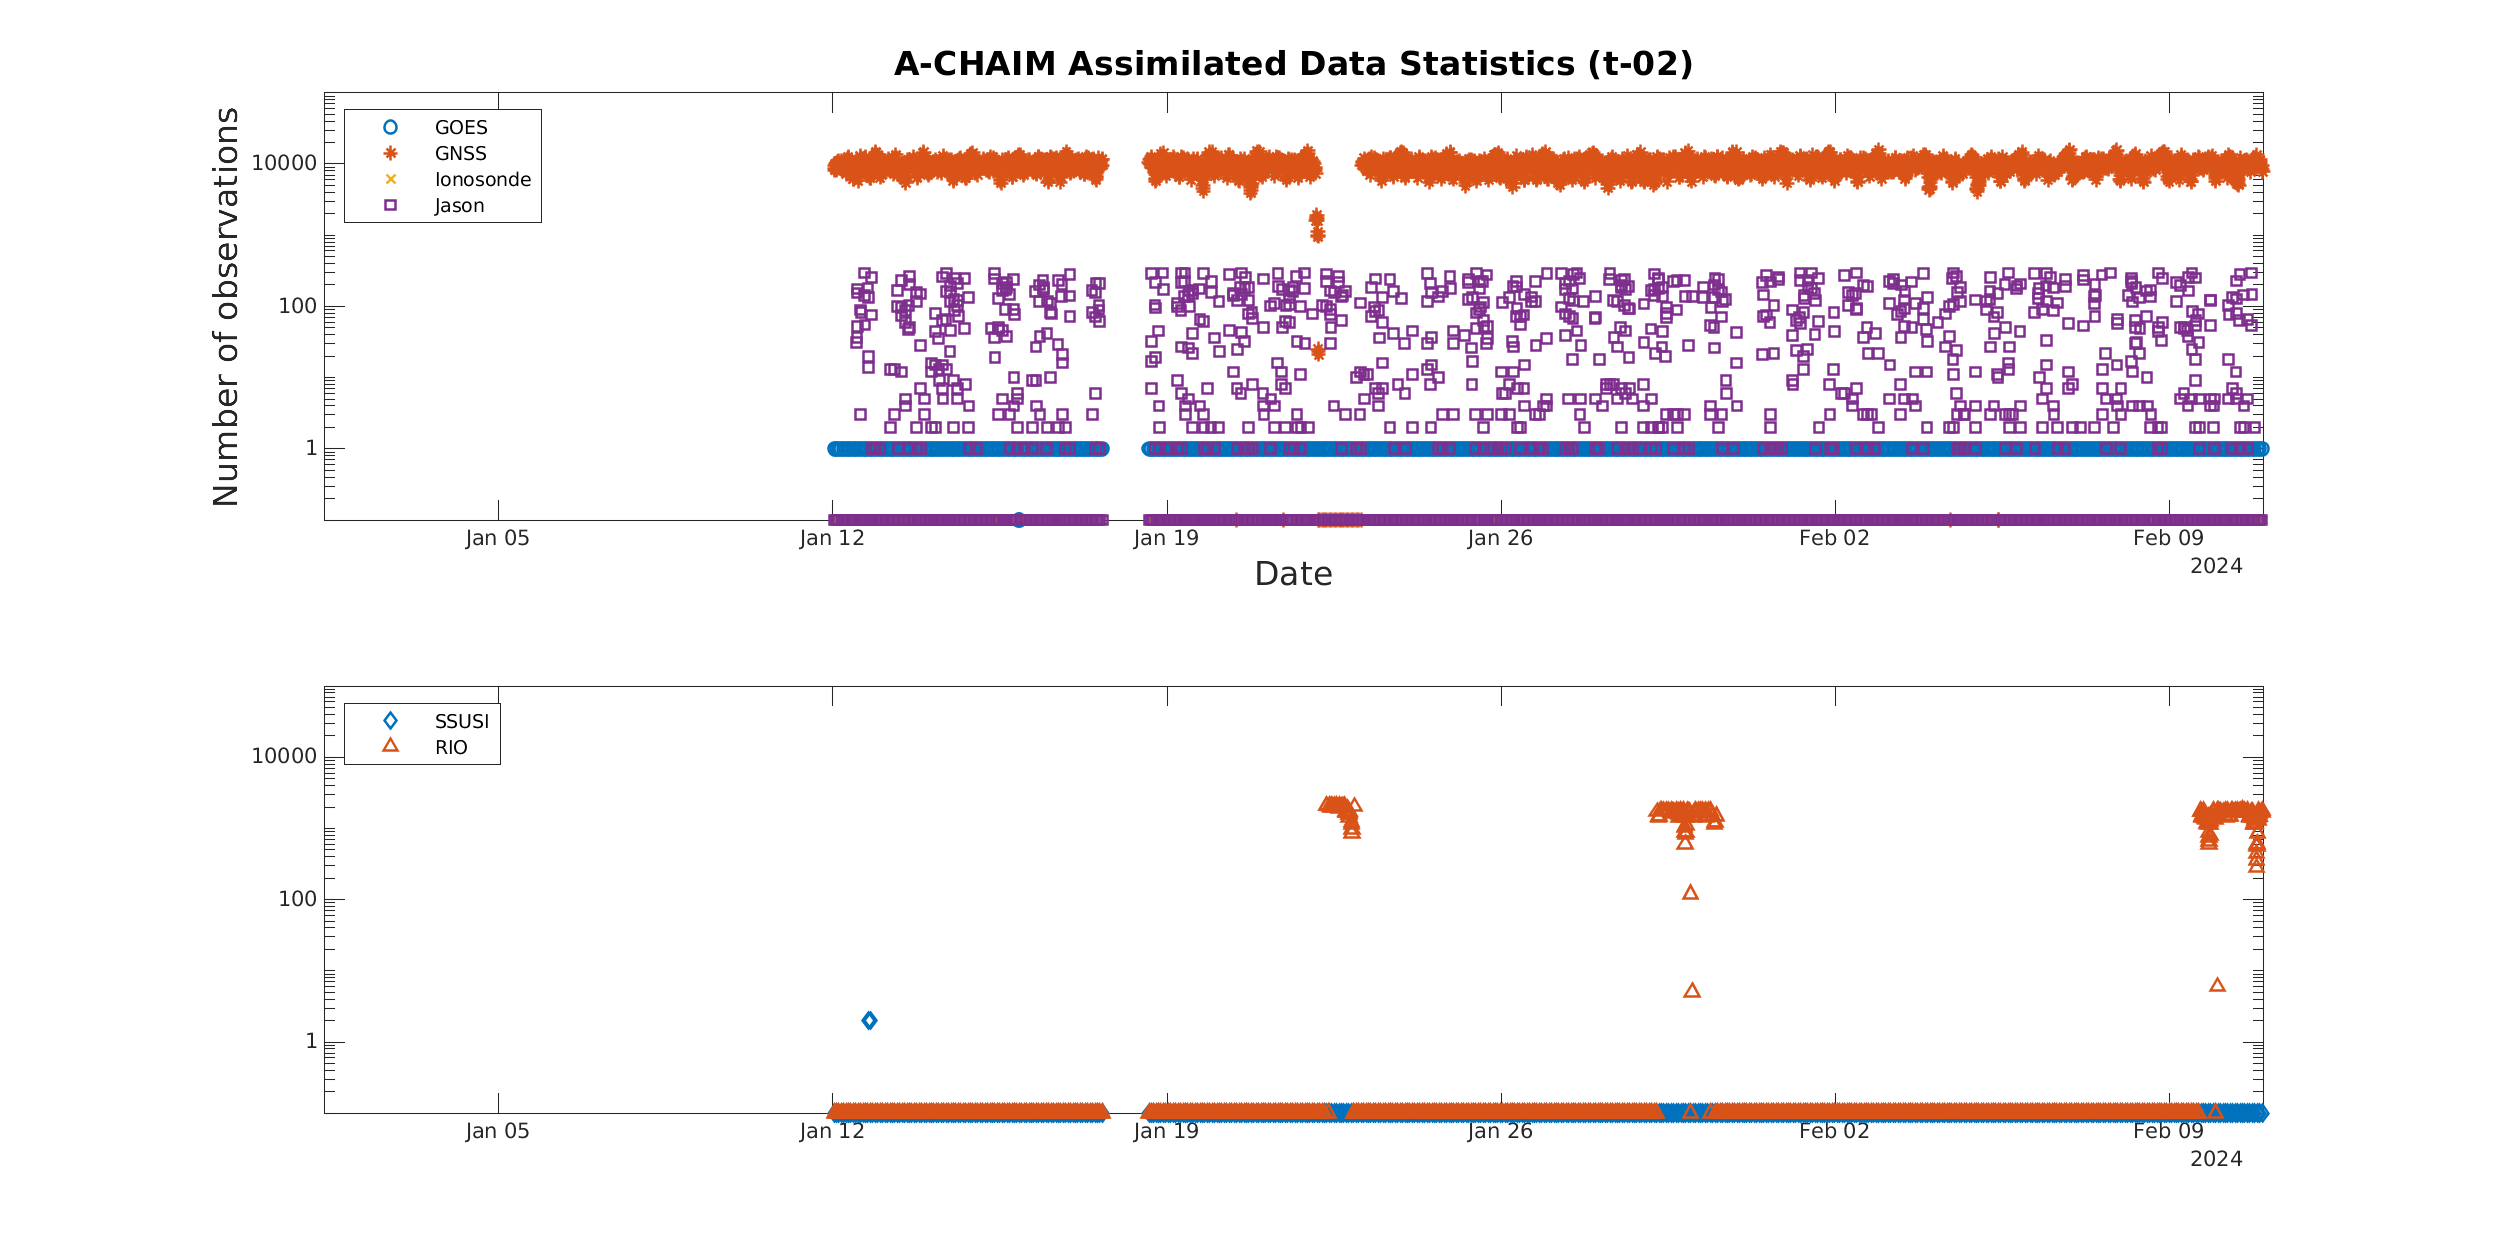 A-CHAIM Assimilated Data Statistics (t-02)
Number of observations
10000
100
1
GOES
GNSS
Ionosonde
Jason
Jan 05
Jan 12
Jan 19
Jan 26
Feb 02
Feb 09
2024
Date
10000
100
1
SSUSI
RIO
Jan 05
Jan 12
Jan 19
Jan 26
Feb 02
Feb 09
2024